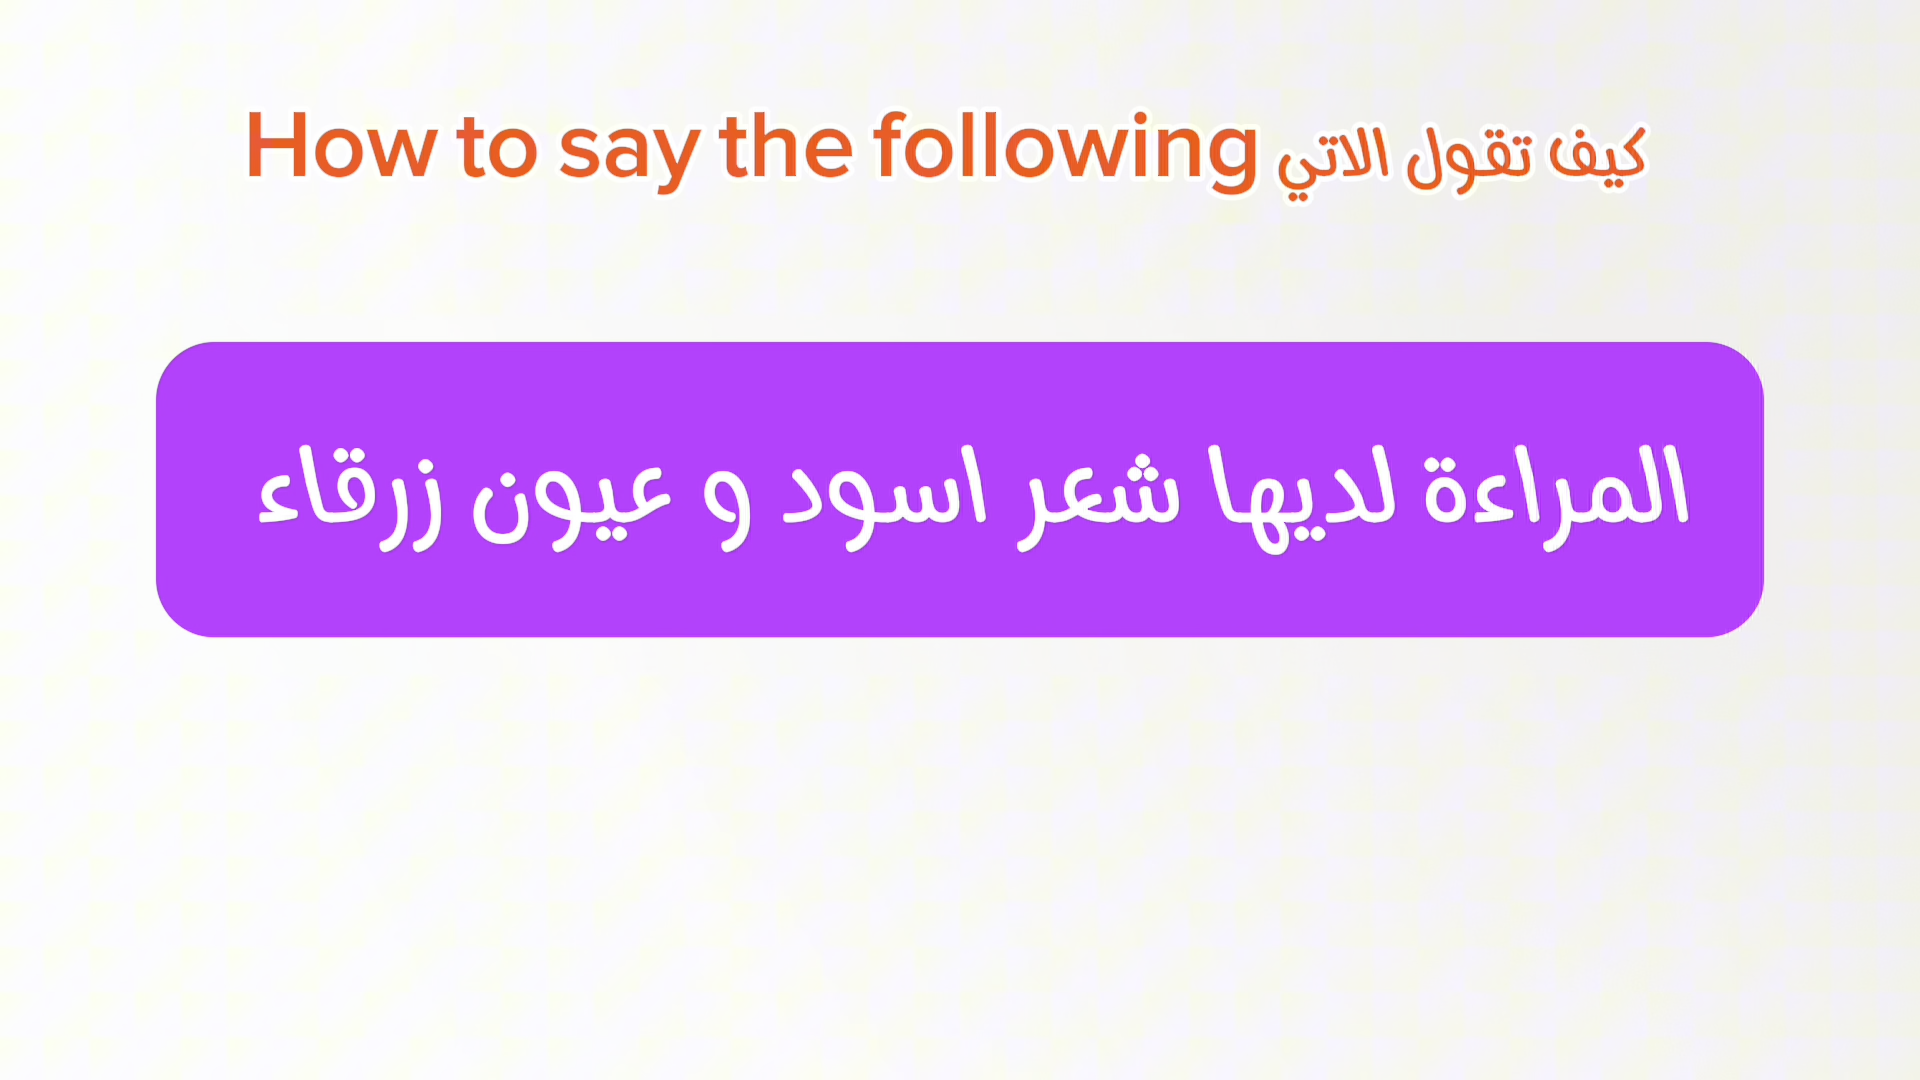 How to say the following كيف تقول الاتي
المراءة لديها شعر اسود و عيون زرقاء